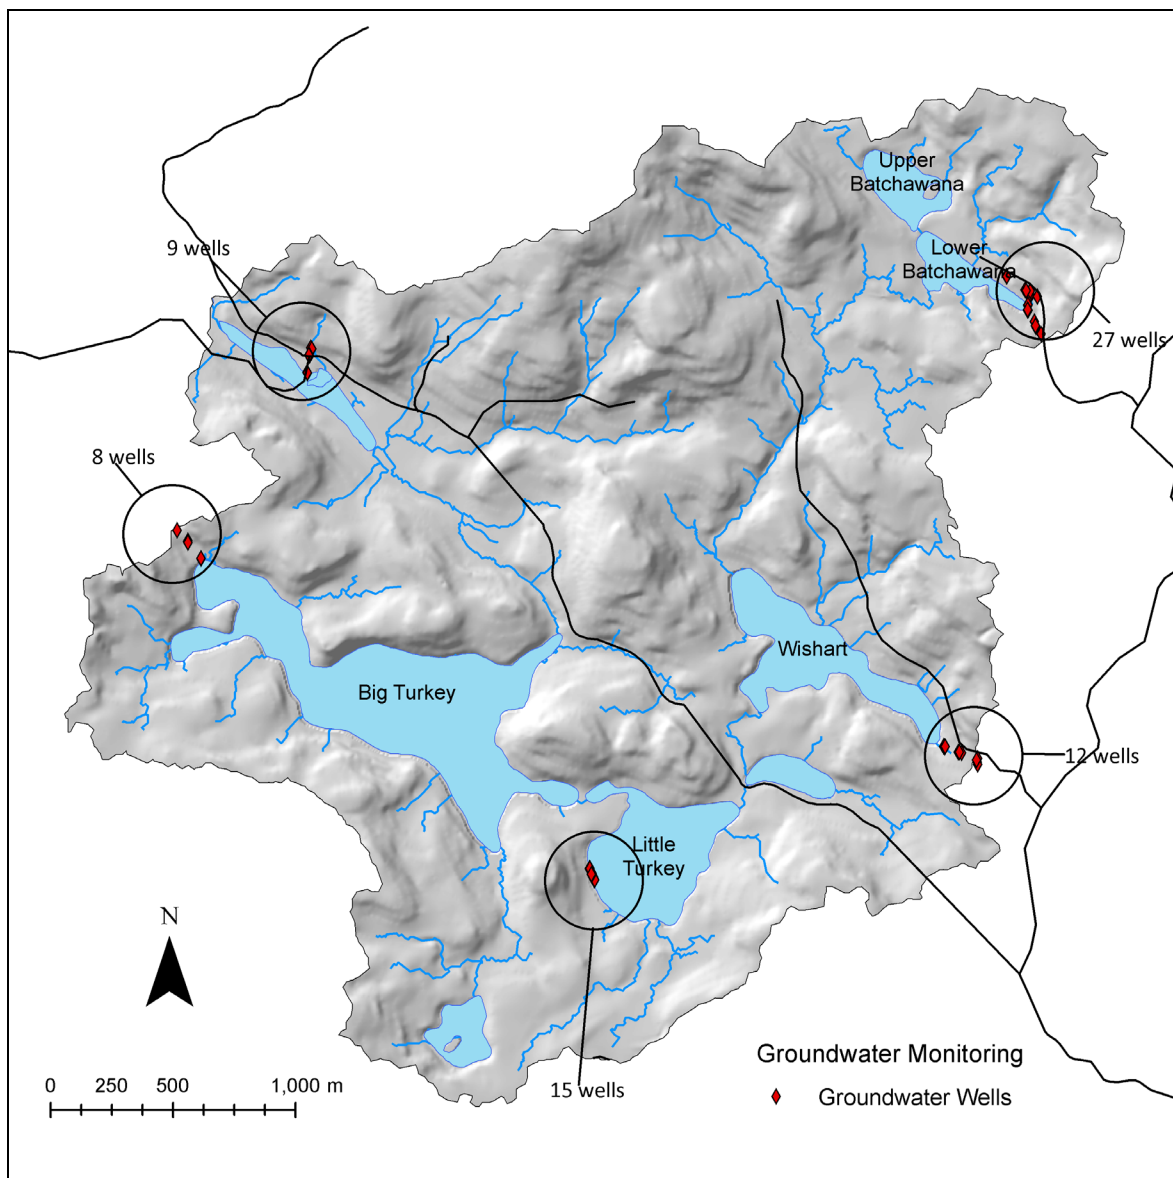 Upper
Batchawana
9 wells
Lower
Batchawana
27 wells
8 wells
Wishart
Big Turkey
12 wells
Little
Turkey
N
Groundwater Monitoring
0 250 500 1,000 m
15 wells
Groundwater Wells